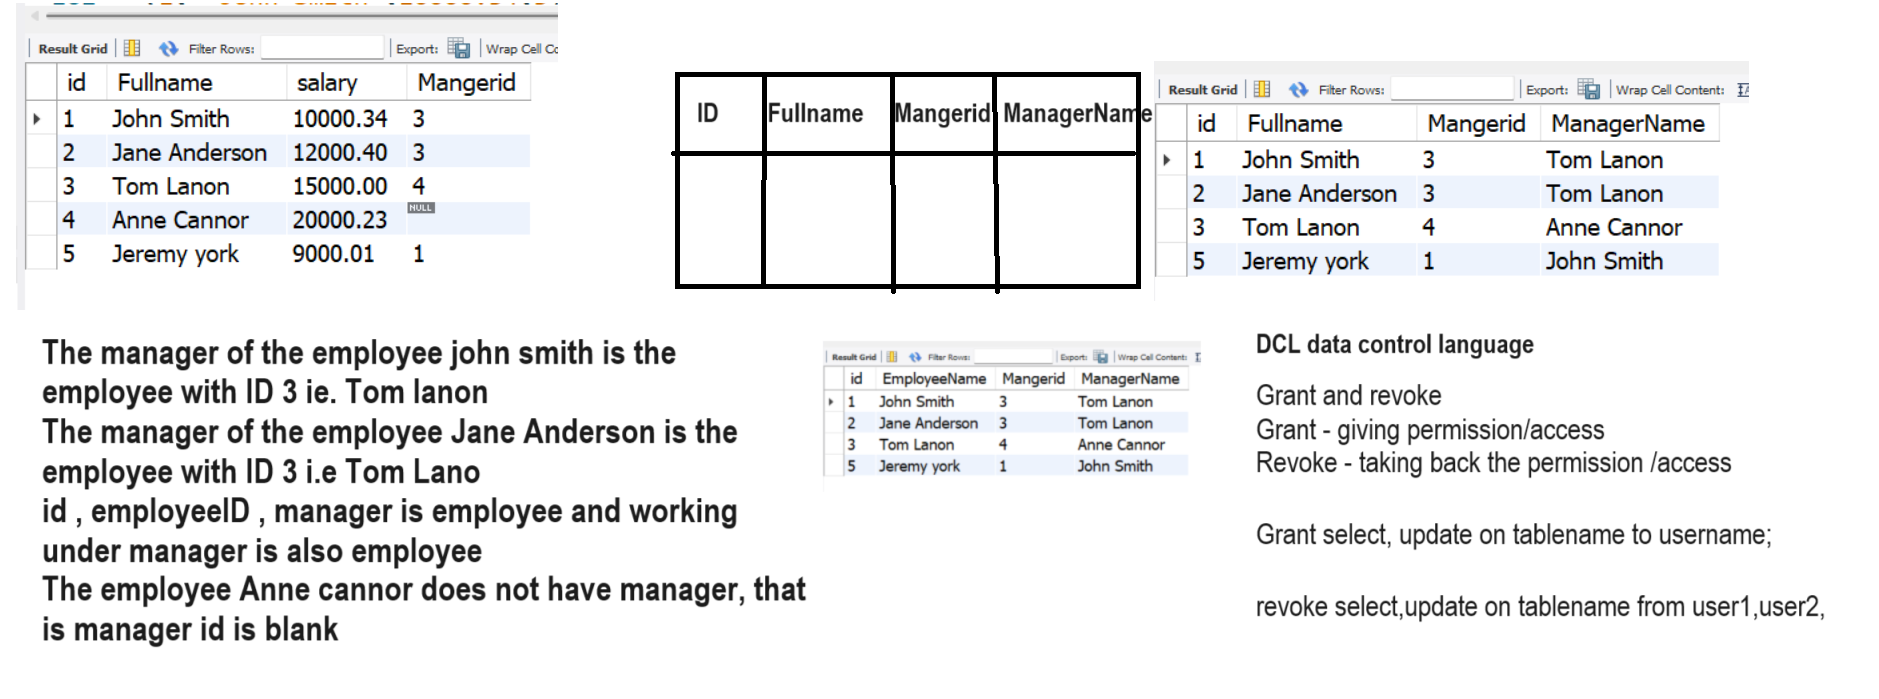 Result Grid Filter Rows: Export: Wrap Cell Co
id Fullname salary Mangerid
1 John Smith 10000.34 3
2 Jane Anderson 12000.40 3
3 Tom Lanon 15000.00 4
4 Anne Cannor 20000.23 NULL
5 Jeremy york 9000.01 1
ID Fullname Mangerid ManagerName
Result Grid Filter Rows: Export: Wrap Cell Content:
id Fullname Mangerid ManagerName
1 John Smith 3 Tom Lanon
2 Jane Anderson 3 Tom Lanon
3 Tom Lanon 4 Anne Cannor
5 Jeremy york 1 John Smith
The manager of the employee john smith is the
employee with ID 3 ie. Tom lanon
The manager of the employee Jane Anderson is the
employee with ID 3 i.e Tom Lano
id , employeeID , manager is employee and working
under manager is also employee
The employee Anne cannor does not have manager, that
is manager id is blank
Result Grid Filter Rows: Export: Wrap Cell Content:
id EmployeeName Mangerid ManagerName
1 John Smith 3 Tom Lanon
2 Jane Anderson 3 Tom Lanon
3 Tom Lanon 4 Anne Cannor
5 Jeremy york 1 John Smith
DCL data control language
Grant and revoke
Grant - giving permission/access
Revoke - taking back the permission /access
Grant select, update on tablename to username;
revoke select,update on tablename from user1,user2,